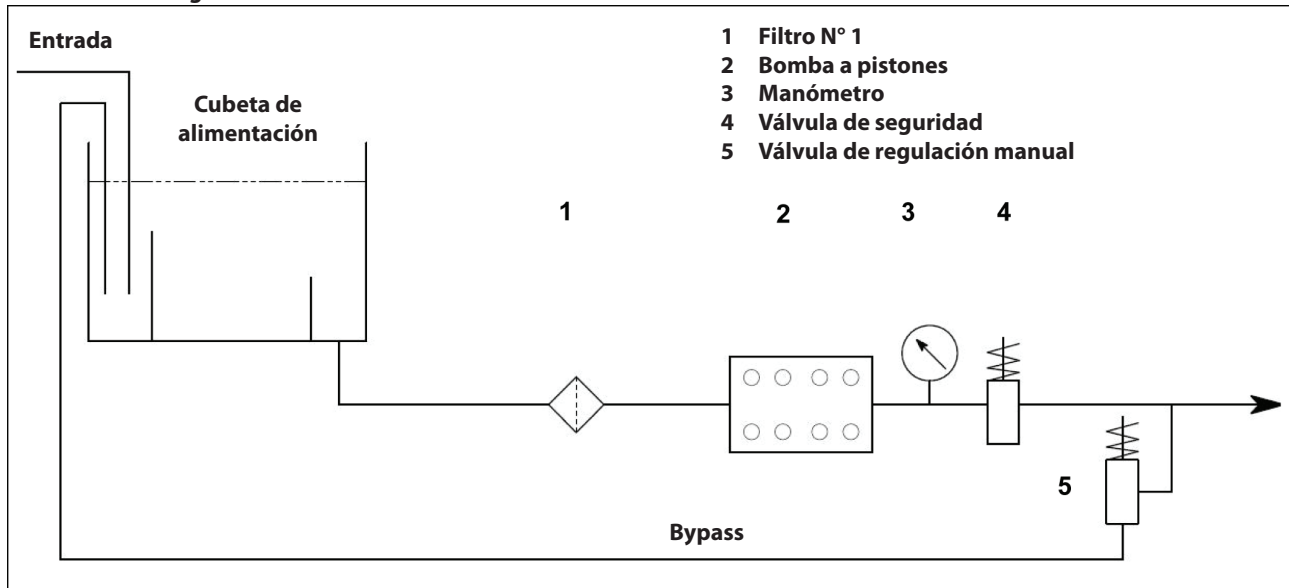 Entrada
Cubeta de
alimentación
1 Filtro N° 1
2 Bomba a pistones
3 Manómetro
4 Válvula de seguridad
5 Válvula de regulación manual
1
2
3
4
5
Bypass